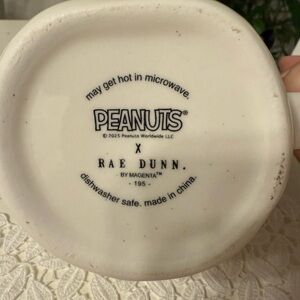 may get hot in microwave.
PEANUTS®
© 2025 Peanuts Worldwide LLC
X
RAE DUNN.
BY MAGENTA™
- 195 -
dishwasher safe. made in china.